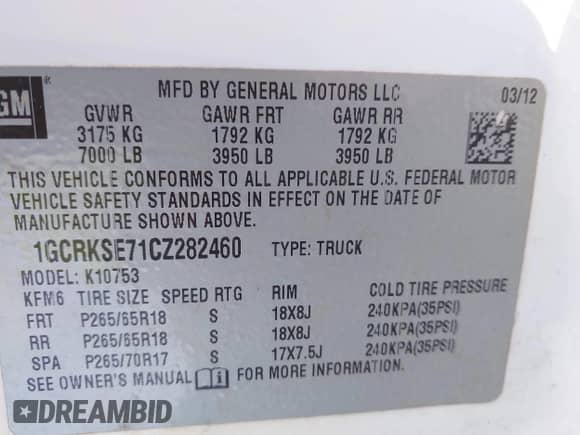 GM ®
MFD BY GENERAL MOTORS LLC 03/12
GVWR GAWR FRT GAWR RR
3175 KG 1792 KG 1792 KG
7000 LB 3950 LB 3950 LB
THIS VEHICLE CONFORMS TO ALL APPLICABLE U.S. FEDERAL MOTOR
VEHICLE SAFETY STANDARDS IN EFFECT ON THE DATE OF
MANUFACTURE SHOWN ABOVE.
1GCRKSE71CZ282460 TYPE: TRUCK
MODEL: K10753
KFM6 TIRE SIZE SPEED RTG RIM COLD TIRE PRESSURE
FRT P265/65R18 S 18X8J 240KPA(35PSI)
RR P265/65R18 S 18X8J 240KPA(35PSI)
SPA P265/70R17 S 17X7.5J 240KPA(35PSI)
SEE OWNER'S MANUAL i FOR MORE INFORMATION.
DREAMBID